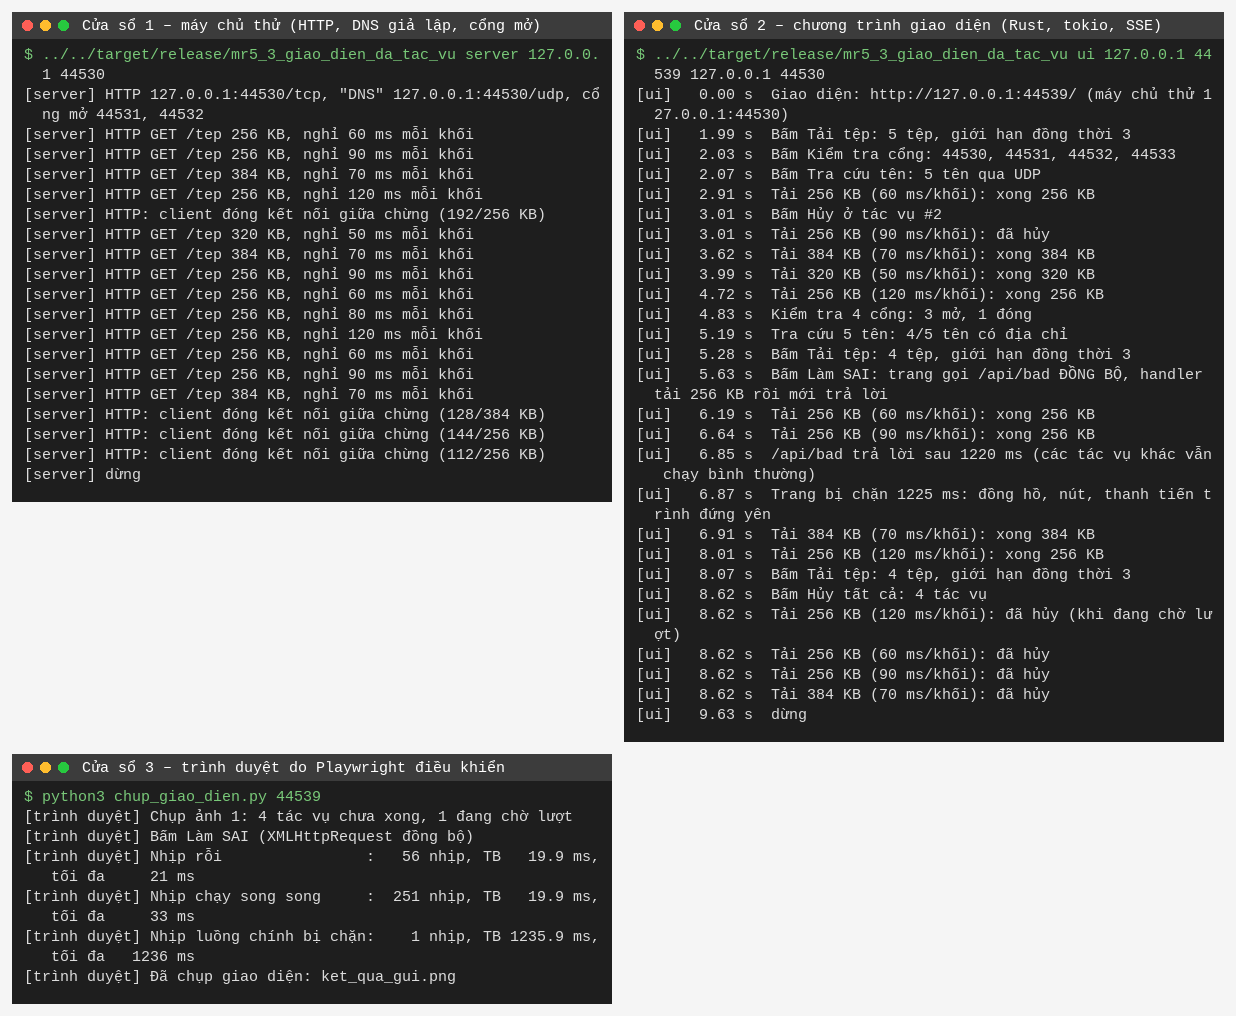 Cửa sổ 1 – máy chủ thử (HTTP, DNS giả lập, cổng mở)
$ ../../target/release/mr5_3_giao_dien_da_tac_vu server 127.0.0.
1 44530
[server] HTTP 127.0.0.1:44530/tcp, "DNS" 127.0.0.1:44530/udp, cổ
ng mở 44531, 44532
[server] HTTP GET /tep 256 KB, nghỉ 60 ms mỗi khối
[server] HTTP GET /tep 256 KB, nghỉ 90 ms mỗi khối
[server] HTTP GET /tep 384 KB, nghỉ 70 ms mỗi khối
[server] HTTP GET /tep 256 KB, nghỉ 120 ms mỗi khối
[server] HTTP: client đóng kết nối giữa chừng (192/256 KB)
[server] HTTP GET /tep 320 KB, nghỉ 50 ms mỗi khối
[server] HTTP GET /tep 384 KB, nghỉ 70 ms mỗi khối
[server] HTTP GET /tep 256 KB, nghỉ 90 ms mỗi khối
[server] HTTP GET /tep 256 KB, nghỉ 60 ms mỗi khối
[server] HTTP GET /tep 256 KB, nghỉ 80 ms mỗi khối
[server] HTTP GET /tep 256 KB, nghỉ 120 ms mỗi khối
[server] HTTP GET /tep 256 KB, nghỉ 60 ms mỗi khối
[server] HTTP GET /tep 256 KB, nghỉ 90 ms mỗi khối
[server] HTTP GET /tep 384 KB, nghỉ 70 ms mỗi khối
[server] HTTP: client đóng kết nối giữa chừng (128/384 KB)
[server] HTTP: client đóng kết nối giữa chừng (144/256 KB)
[server] HTTP: client đóng kết nối giữa chừng (112/256 KB)
[server] dừng
Cửa sổ 2 – chương trình giao diện (Rust, tokio, SSE)
$ ../../target/release/mr5_3_giao_dien_da_tac_vu ui 127.0.0.1 44
539 127.0.0.1 44530
[ui]   0.00 s  Giao diện: http://127.0.0.1:44539/ (máy chủ thử 1
27.0.0.1:44530)
[ui]   1.99 s  Bấm Tải tệp: 5 tệp, giới hạn đồng thời 3
[ui]   2.03 s  Bấm Kiểm tra cổng: 44530, 44531, 44532, 44533
[ui]   2.07 s  Bấm Tra cứu tên: 5 tên qua UDP
[ui]   2.91 s  Tải 256 KB (60 ms/khối): xong 256 KB
[ui]   3.01 s  Bấm Hủy ở tác vụ #2
[ui]   3.01 s  Tải 256 KB (90 ms/khối): đã hủy
[ui]   3.62 s  Tải 384 KB (70 ms/khối): xong 384 KB
[ui]   3.99 s  Tải 320 KB (50 ms/khối): xong 320 KB
[ui]   4.72 s  Tải 256 KB (120 ms/khối): xong 256 KB
[ui]   4.83 s  Kiểm tra 4 cổng: 3 mở, 1 đóng
[ui]   5.19 s  Tra cứu 5 tên: 4/5 tên có địa chỉ
[ui]   5.28 s  Bấm Tải tệp: 4 tệp, giới hạn đồng thời 3
[ui]   5.63 s  Bấm Làm SAI: trang gọi /api/bad ĐỒNG BỘ, handler
tải 256 KB rồi mới trả lời
[ui]   6.19 s  Tải 256 KB (60 ms/khối): xong 256 KB
[ui]   6.64 s  Tải 256 KB (90 ms/khối): xong 256 KB
[ui]   6.85 s  /api/bad trả lời sau 1220 ms (các tác vụ khác vẫn
chạy bình thường)
[ui]   6.87 s  Trang bị chặn 1225 ms: đồng hồ, nút, thanh tiến t
rình đứng yên
[ui]   6.91 s  Tải 384 KB (70 ms/khối): xong 384 KB
[ui]   8.01 s  Tải 256 KB (120 ms/khối): xong 256 KB
[ui]   8.07 s  Bấm Tải tệp: 4 tệp, giới hạn đồng thời 3
[ui]   8.62 s  Bấm Hủy tất cả: 4 tác vụ
[ui]   8.62 s  Tải 256 KB (120 ms/khối): đã hủy (khi đang chờ lư
ợt)
[ui]   8.62 s  Tải 256 KB (60 ms/khối): đã hủy
[ui]   8.62 s  Tải 256 KB (90 ms/khối): đã hủy
[ui]   8.62 s  Tải 384 KB (70 ms/khối): đã hủy
[ui]   9.63 s  dừng
Cửa sổ 3 – trình duyệt do Playwright điều khiển
$ python3 chup_giao_dien.py 44539
[trình duyệt] Chụp ảnh 1: 4 tác vụ chưa xong, 1 đang chờ lượt
[trình duyệt] Bấm Làm SAI (XMLHttpRequest đồng bộ)
[trình duyệt] Nhịp rỗi                :   56 nhịp, TB   19.9 ms,
tối đa     21 ms
[trình duyệt] Nhịp chạy song song     :  251 nhịp, TB   19.9 ms,
tối đa     33 ms
[trình duyệt] Nhịp luồng chính bị chặn:    1 nhịp, TB 1235.9 ms,
tối đa   1236 ms
[trình duyệt] Đã chụp giao diện: ket_qua_gui.png